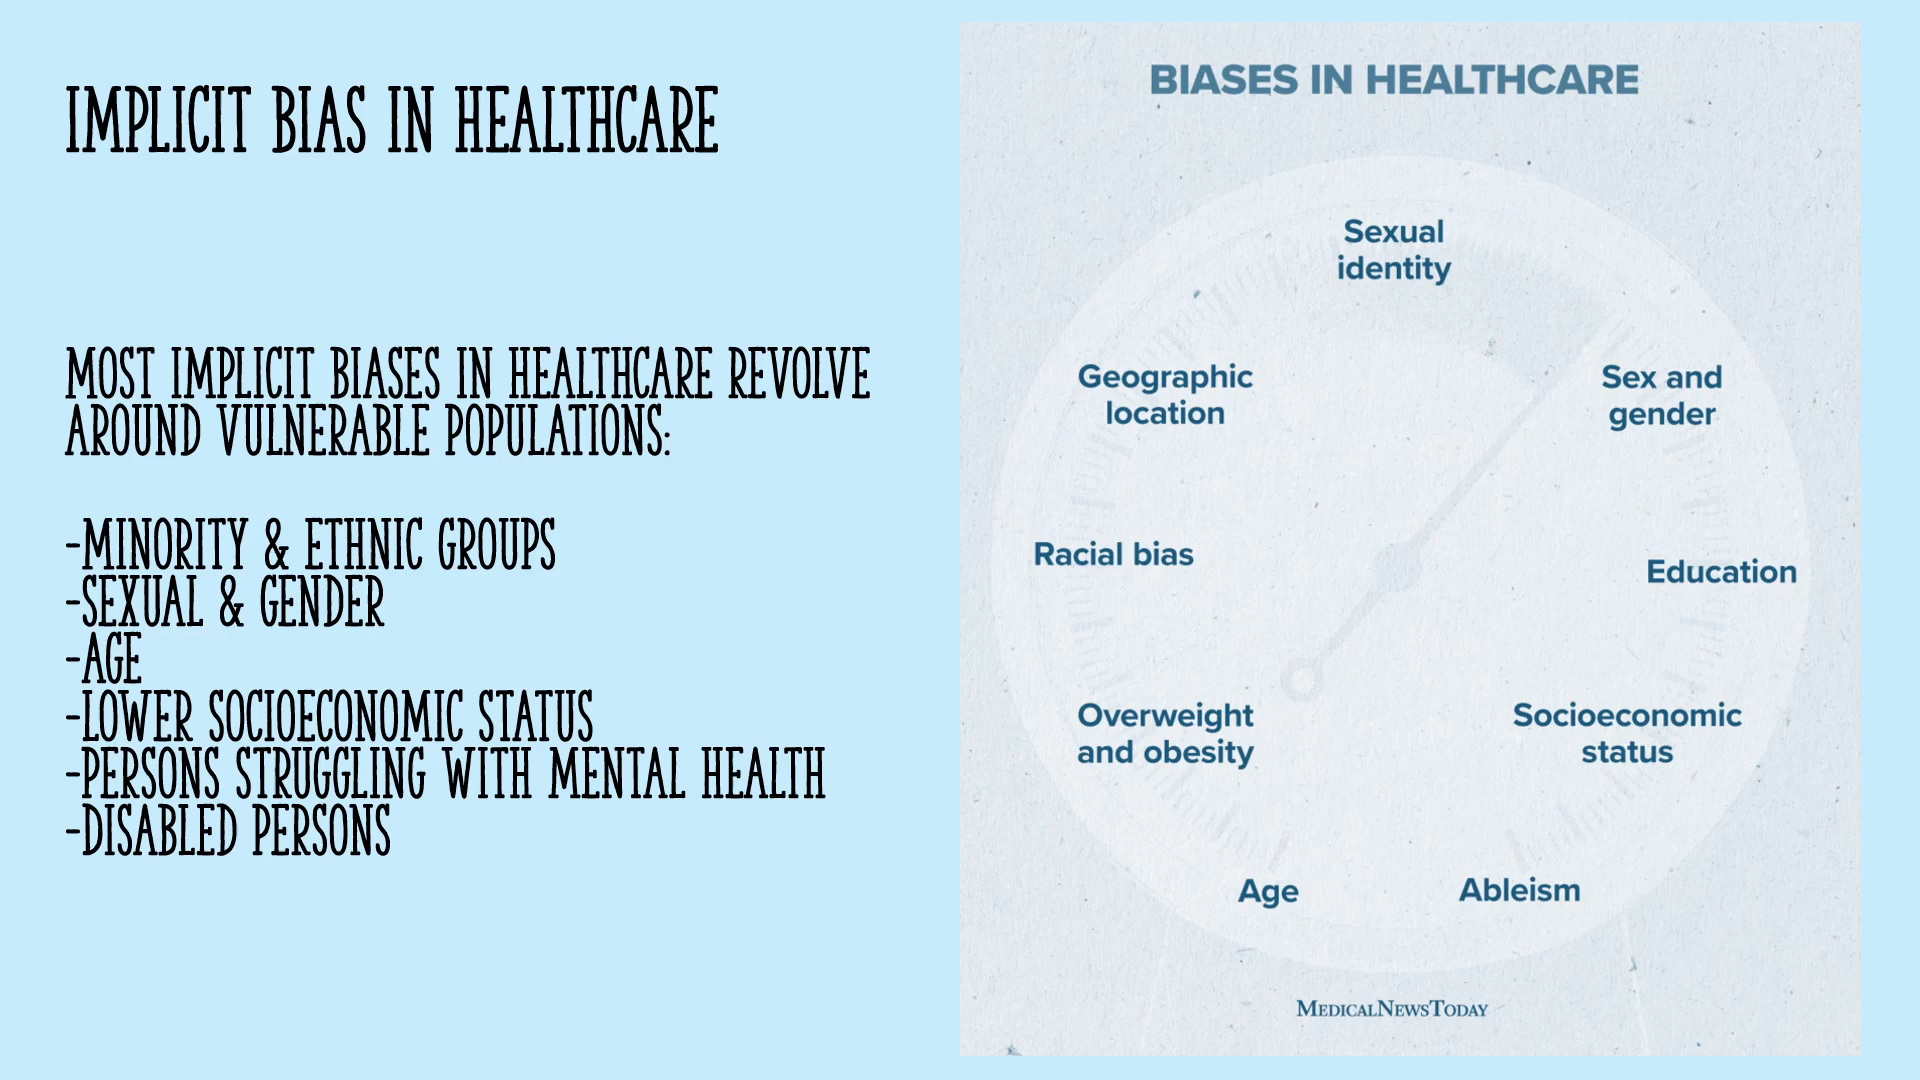 IMPLICIT BIAS IN HEALTHCARE
MOST IMPLICIT BIASES IN HEALTHCARE REVOLVE
AROUND VULNERABLE POPULATIONS:
-MINORITY & ETHNIC GROUPS
-SEXUAL & GENDER
-AGE
-LOWER SOCIOECONOMIC STATUS
-PERSONS STRUGGLING WITH MENTAL HEALTH
-DISABLED PERSONS
BIASES IN HEALTHCARE
Sexual
identity
Geographic
location
Sex and
gender
Racial bias
Education
Overweight
and obesity
Socioeconomic
status
Age
Ableism
MEDICALNEWSTODAY